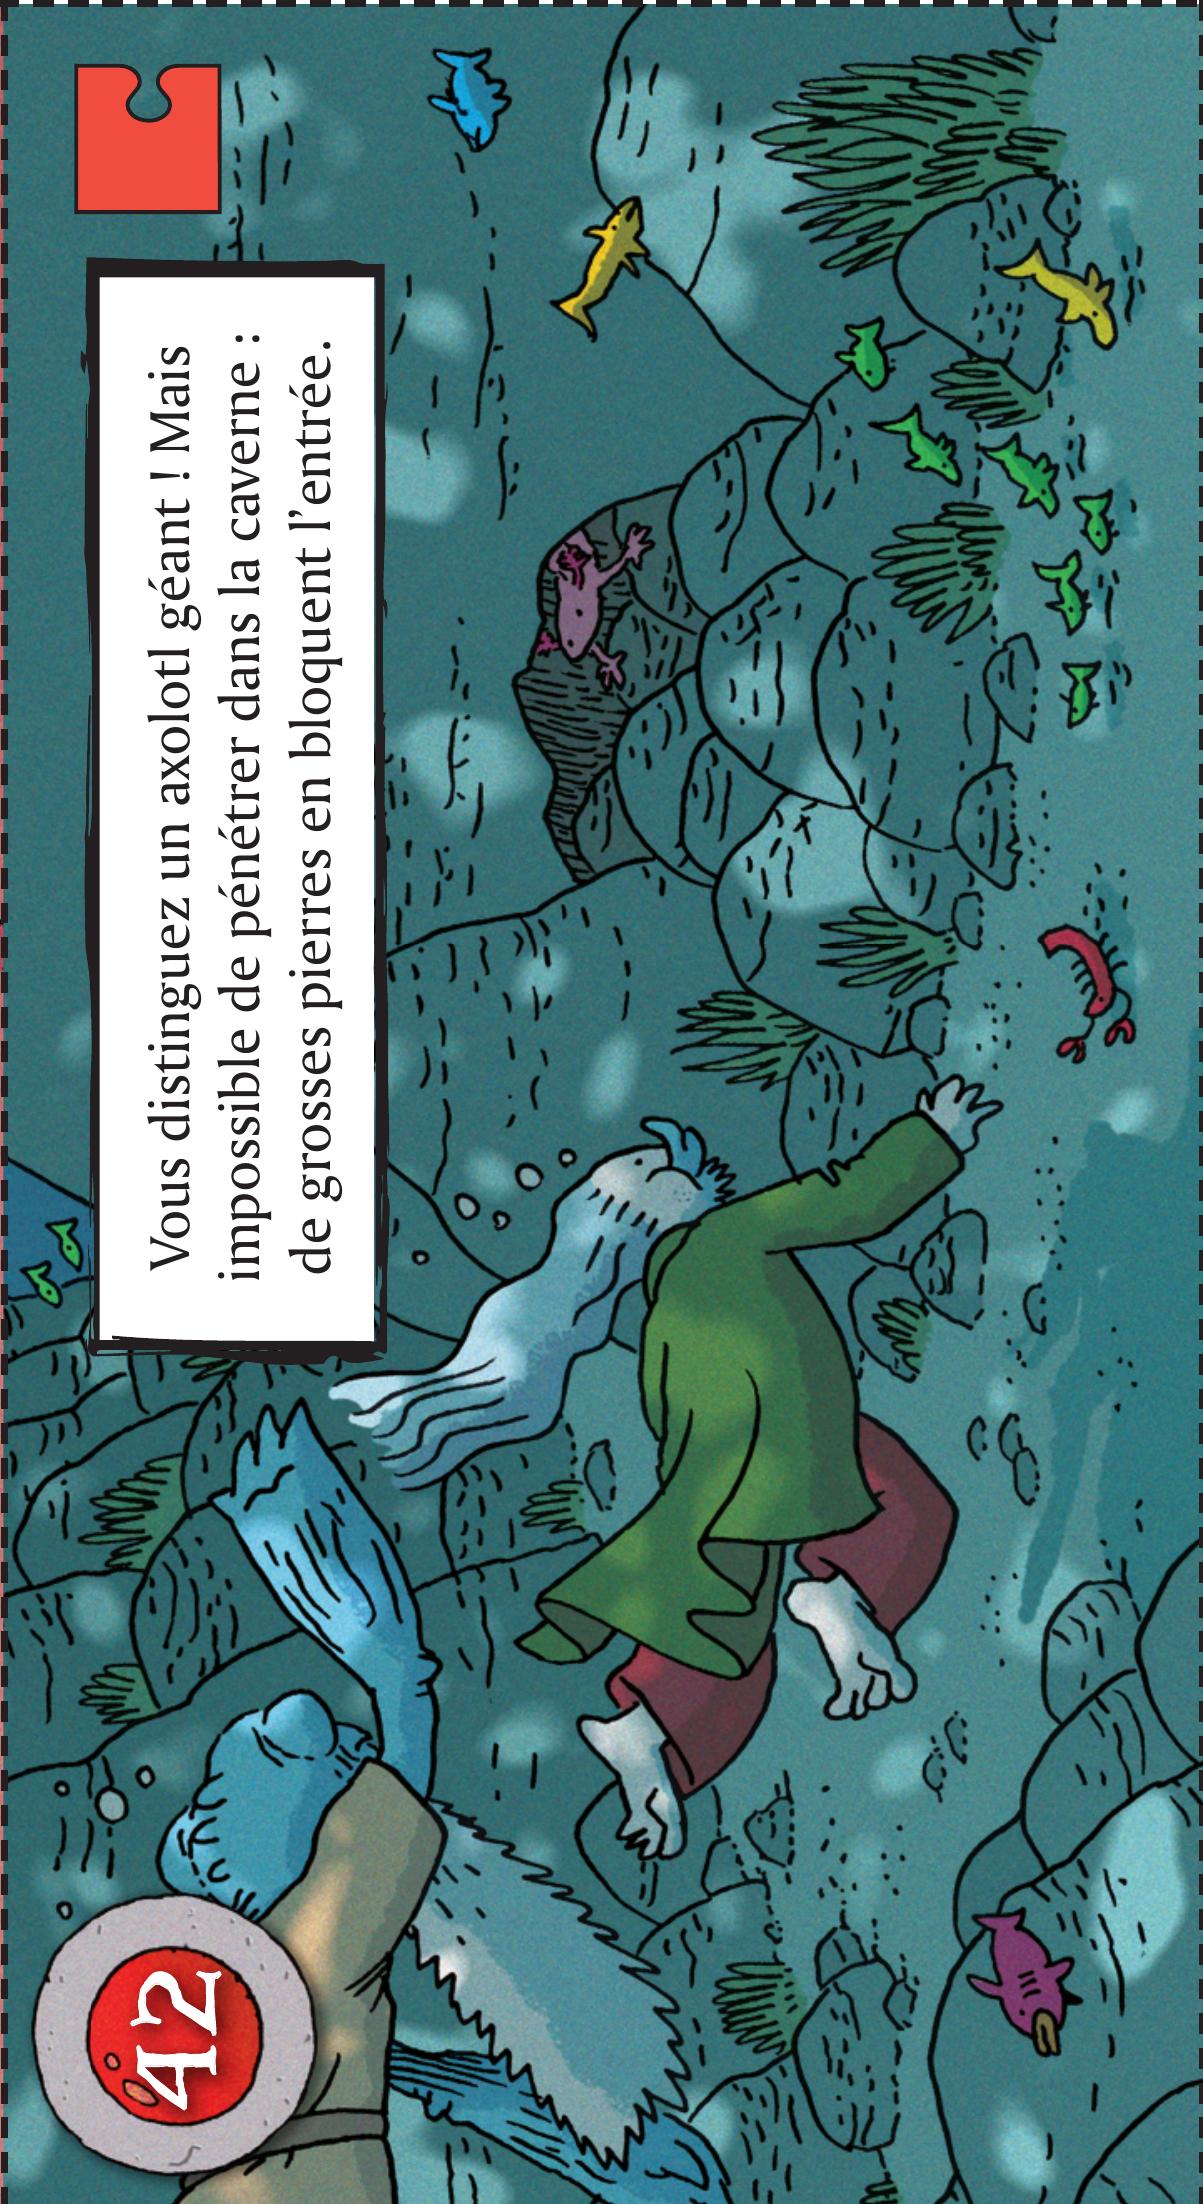 Vous distinguez un axolotl géant ! Mais
impossible de pénétrer dans la caverne :
de grosses pierres en bloquent l'entrée.
42